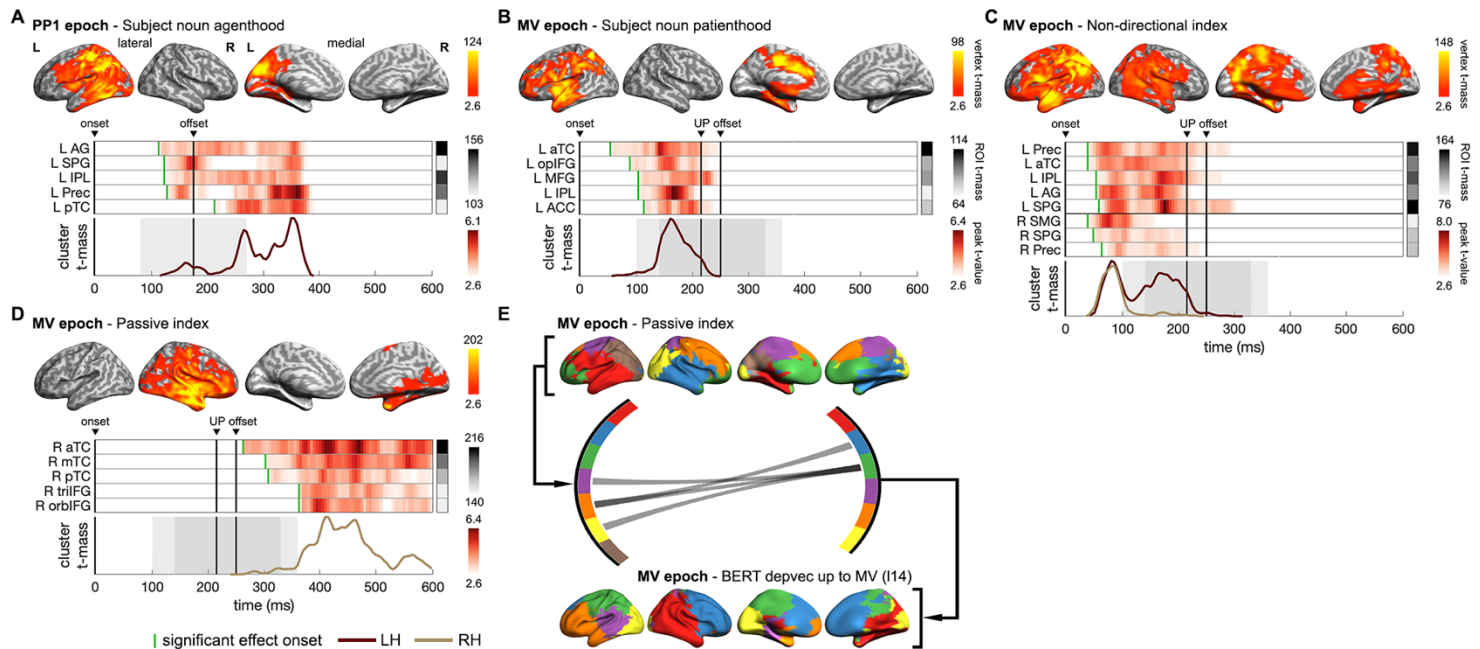 A
PP1 epoch - Subject noun agenthood
L lateral R L medial R
124
2.6
onset offset
L AG
L SPG
L IPL
L Prec
L pTC
156
103
6.1
2.6
cluster
t-mass
0 100 200 300 400 500 600
B
MV epoch - Subject noun patienthood
98
2.6
vertex t-mass
onset UP offset
L aTC
L opIFG
L MFG
L IPL
L ACC
114
64
ROI t-mass
6.4
2.6
peak t-value
cluster
t-mass
0 100 200 300 400 500 600
C
MV epoch - Non-directional index
148
2.6
vertex t-mass
onset UP offset
L Prec
L aTC
L IPL
L AG
L SPG
R SMG
R SPG
R Prec
164
76
ROI t-mass
8.0
2.6
peak t-value
cluster
t-mass
0 100 200 300 400 500 600
time (ms)
D
MV epoch - Passive index
202
2.6
onset UP offset
R aTC
R mTC
R pTC
R triIFG
R orbIFG
216
140
6.4
2.6
cluster
t-mass
0 100 200 300 400 500 600
time (ms)
significant effect onset LH RH
E
MV epoch - Passive index
MV epoch - BERT depvec up to MV (l14)